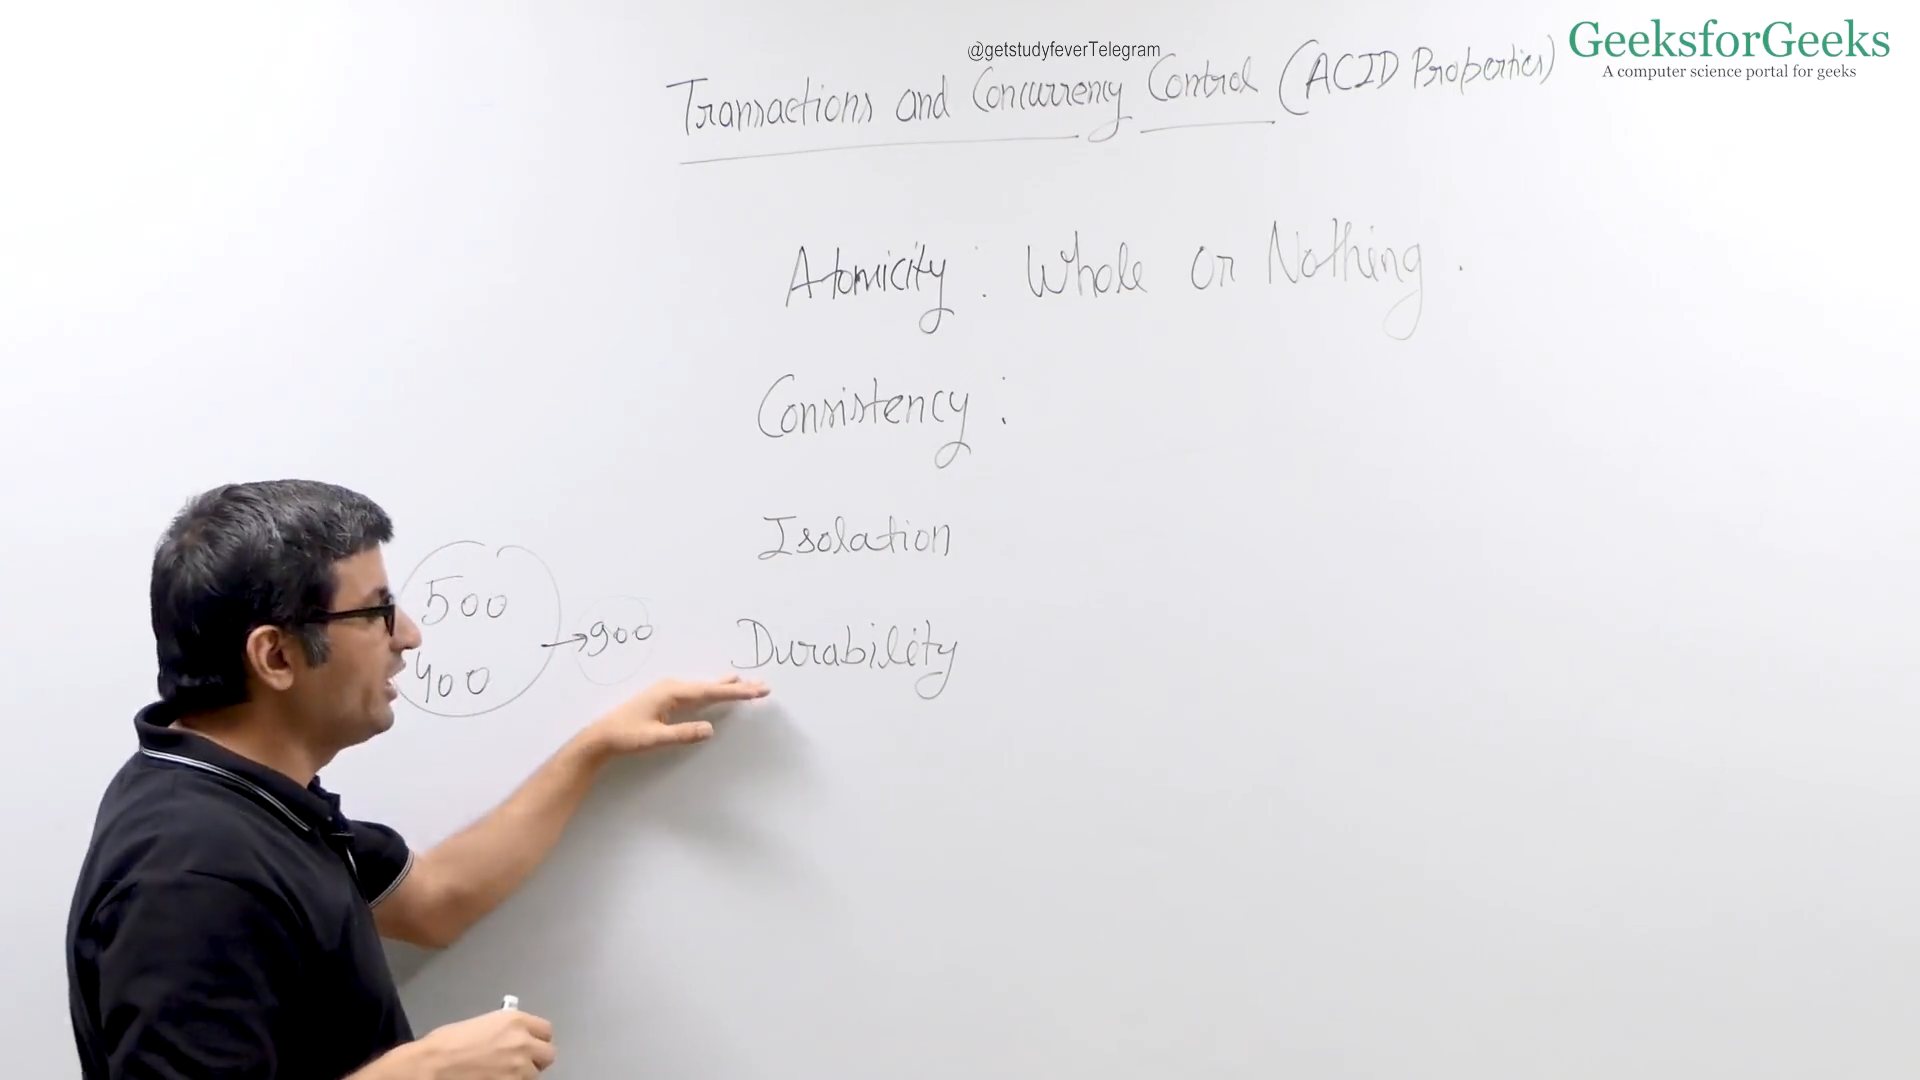 @getstudyfeverTelegram
GeeksforGeeks
A computer science portal for geeks
Transactions and Concurrency Control (ACID Properties)
Atomicity : Whole or Nothing .
Consistency :
Isolation
Durability
500
400
→900